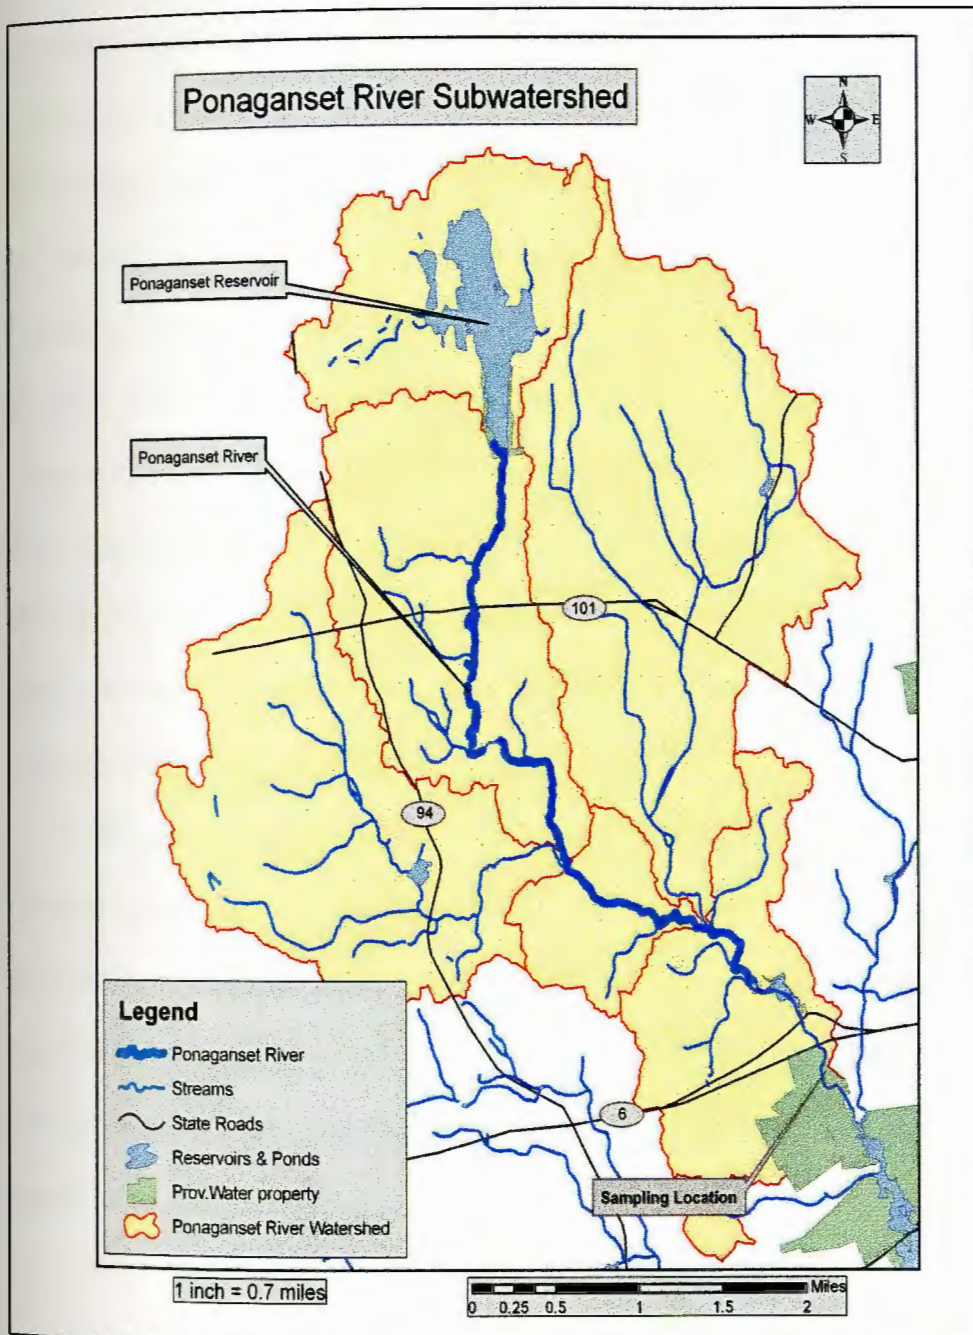 Ponaganset River Subwatershed
N
W E
S
Ponaganset Reservoir
Ponaganset River
101
94
6
Sampling Location
Legend
Ponaganset River
Streams
State Roads
Reservoirs & Ponds
Prov.Water property
Ponaganset River Watershed
1 inch = 0.7 miles
Miles
0 0.25 0.5 1 1.5 2